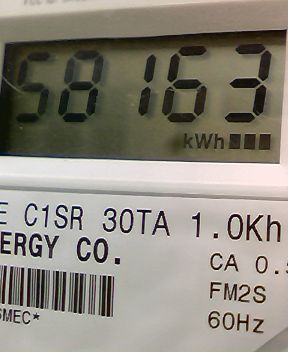 58163
kWh
E C1SR 30TA 1.0Kh
ERGY CO.
CA 0.5
FM2S
60Hz
SMEC*